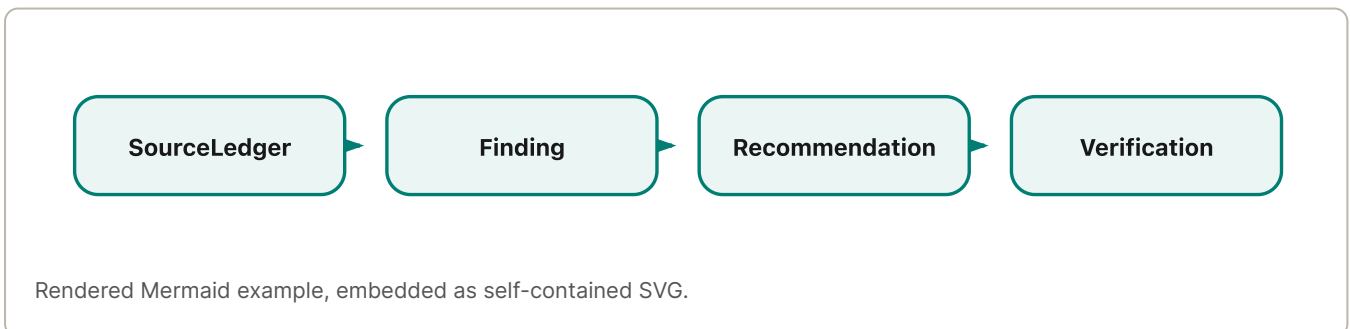 SourceLedger
Finding
Recommendation
Verification
Rendered Mermaid example, embedded as self-contained SVG.